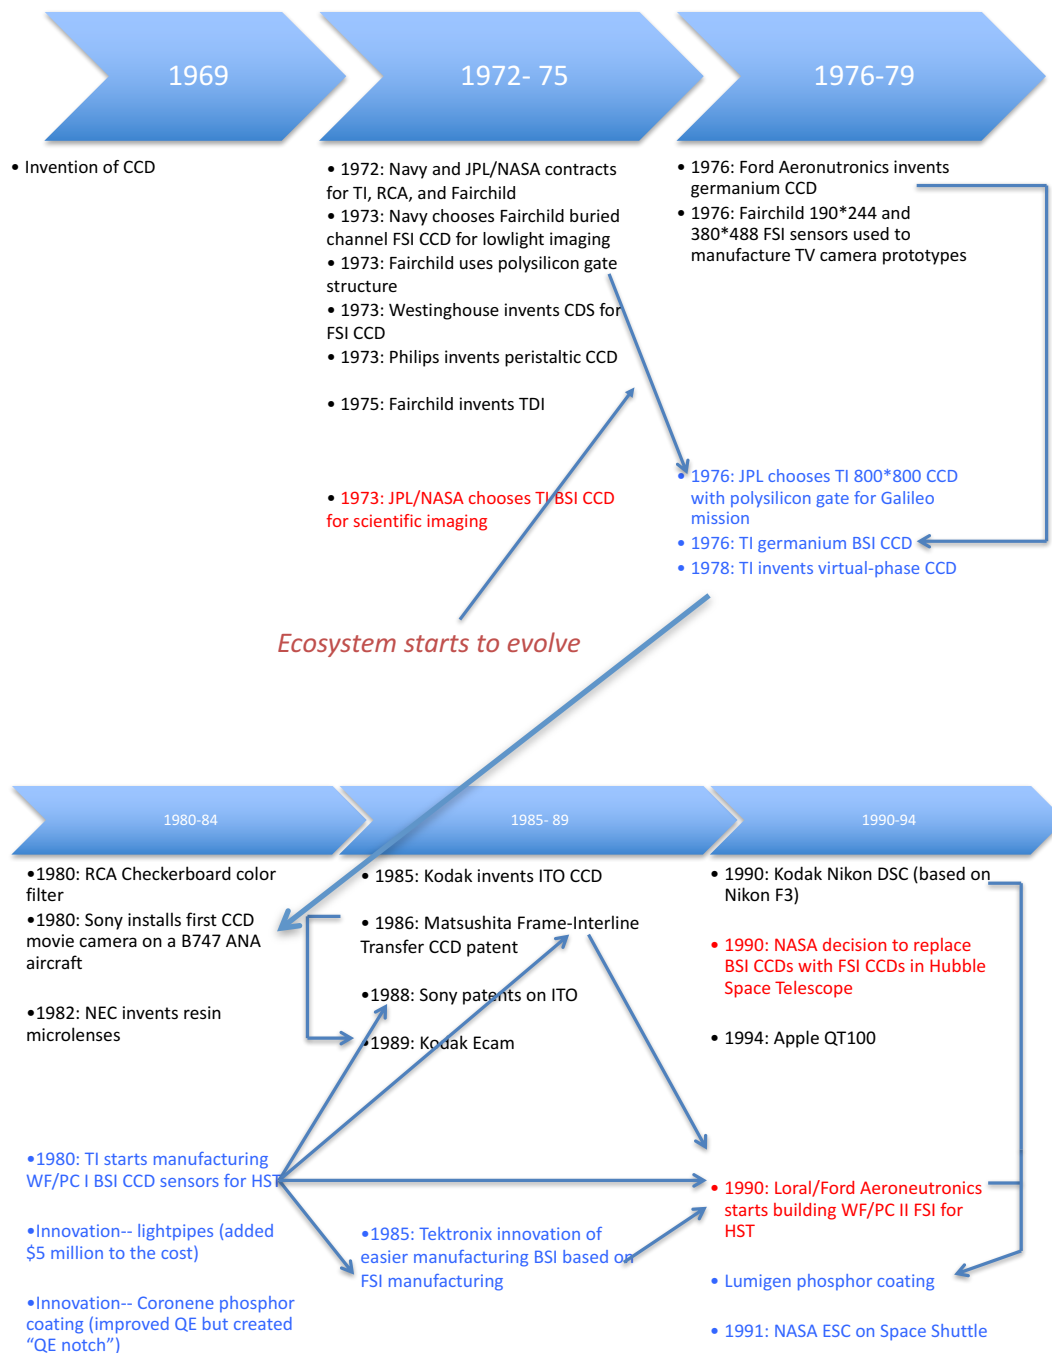 1969
1972- 75
1976-79
• Invention of CCD
• 1972: Navy and JPL/NASA contracts
for TI, RCA, and Fairchild
• 1973: Navy chooses Fairchild buried
channel FSI CCD for lowlight imaging
• 1973: Fairchild uses polysilicon gate
structure
• 1973: Westinghouse invents CDS for
FSI CCD
• 1973: Philips invents peristaltic CCD
• 1975: Fairchild invents TDI
• 1973: JPL/NASA chooses TI BSI CCD
for scientific imaging
• 1976: Ford Aeronutronics invents
germanium CCD
• 1976: Fairchild 190*244 and
380*488 FSI sensors used to
manufacture TV camera prototypes
• 1976: JPL chooses TI 800*800 CCD
with polysilicon gate for Galileo
mission
• 1976: TI germanium BSI CCD
• 1978: TI invents virtual-phase CCD
Ecosystem starts to evolve
1980-84
1985- 89
1990-94
•1980: RCA Checkerboard color
filter
•1980: Sony installs first CCD
movie camera on a B747 ANA
aircraft
•1982: NEC invents resin
microlenses
•1980: TI starts manufacturing
WF/PC I BSI CCD sensors for HST
•Innovation-- lightpipes (added
$5 million to the cost)
•Innovation-- Coronene phosphor
coating (improved QE but created
“QE notch”)
•1985: Kodak invents ITO CCD
•1986: Matsushita Frame-Interline
Transfer CCD patent
•1988: Sony patents on ITO
•1989: Kodak Ecam
•1985: Tektronix innovation of
easier manufacturing BSI based on
FSI manufacturing
• 1990: Kodak Nikon DSC (based on
Nikon F3)
• 1990: NASA decision to replace
BSI CCDs with FSI CCDs in Hubble
Space Telescope
• 1994: Apple QT100
• 1990: Loral/Ford Aeroneutronics
starts building WF/PC II FSI for
HST
• Lumigen phosphor coating
• 1991: NASA ESC on Space Shuttle